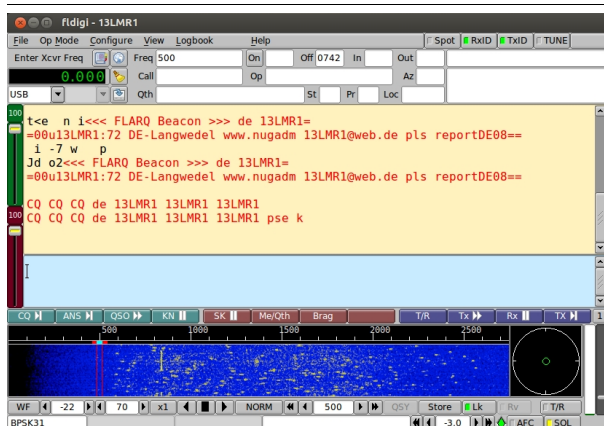 fldigi - 13LMR1
File Op Mode Configure View Logbook Help Spot RxID TxID TUNE
Enter Xcvr Freq Freq 500 On Off 0742 In Out
0.000 Call Op Az
USB Qth St Pr Loc
100
t<e n i<<< FLARQ Beacon >>> de 13LMR1=
=00u13LMR1:72 DE-Langwedel www.nugadm 13LMR1@web.de pls reportDE08==
i -7 w p
Jd o2<<< FLARQ Beacon >>> de 13LMR1=
=00u13LMR1:72 DE-Langwedel www.nugadm 13LMR1@web.de pls reportDE08==
CQ CQ CQ de 13LMR1 13LMR1 13LMR1
100
CQ CQ CQ de 13LMR1 13LMR1 13LMR1 pse k
CQ ANS QSO KN SK Me/Qth Brag T/R Tx Rx TX 1
500 1000 1500 2000 2500
WF -22 70 x1 NORM 500 QSY Store Lk Rv T/R
BPSK31 -3.0 AFC SQL